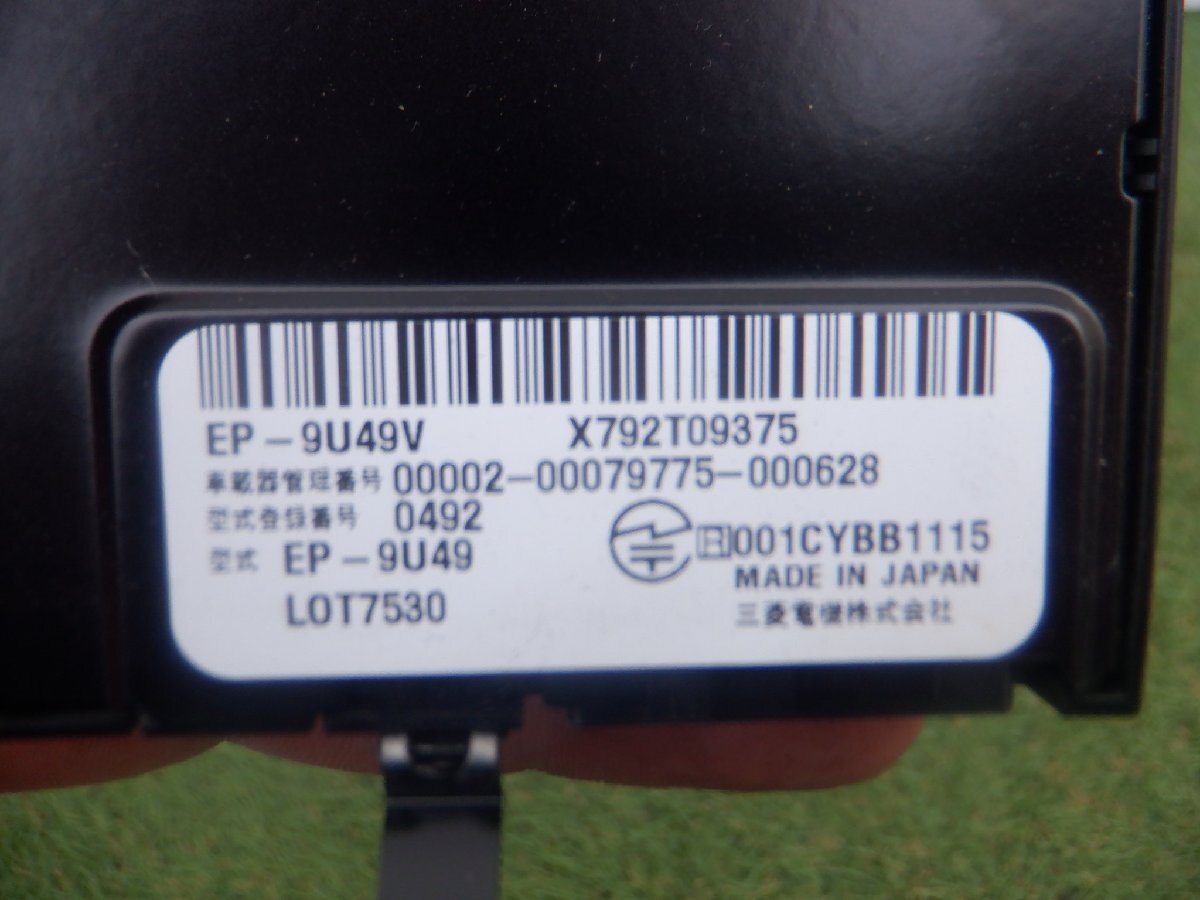 EP-9U49V X792T09375
車載器管理番号 00002-00079775-000628
型式登録番号 0492
型式 EP-9U49
R 001CYBB1115
MADE IN JAPAN
LOT7530
三菱電機株式会社